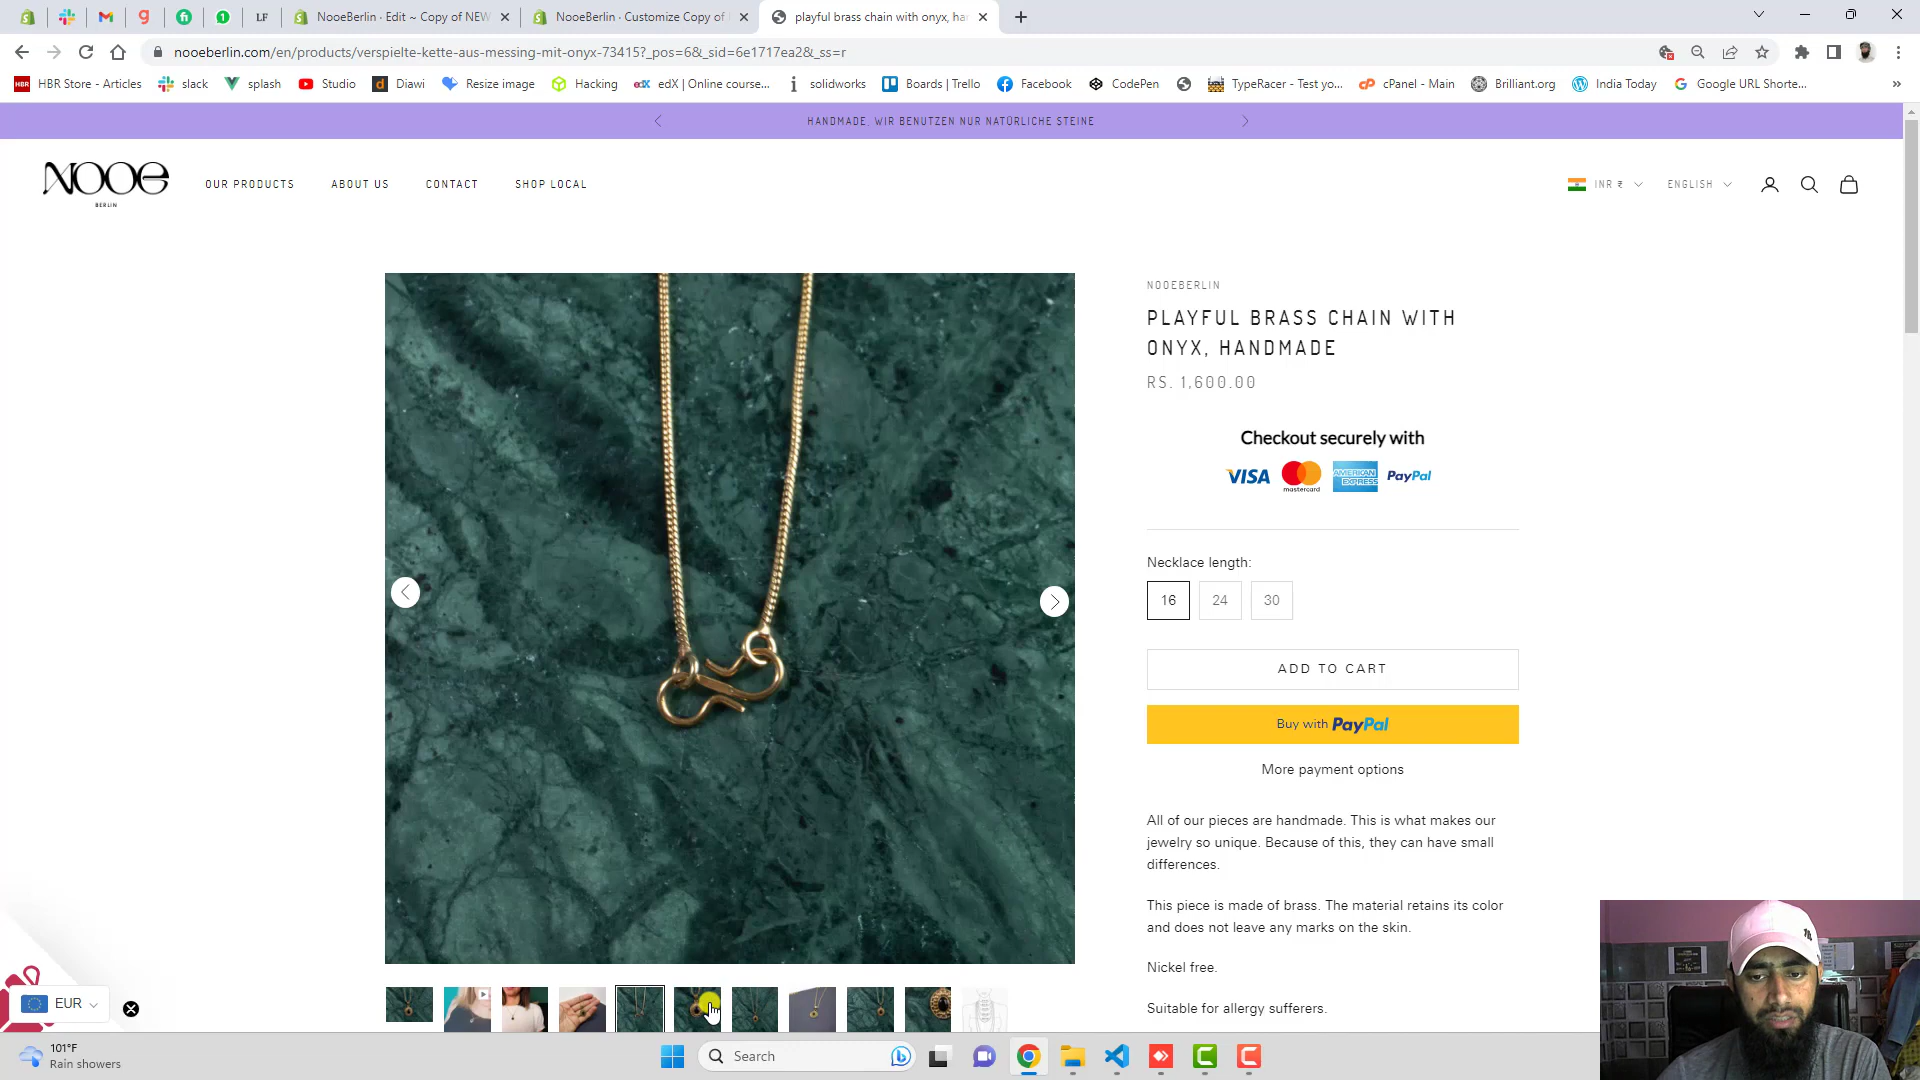 NooeBerlin · Edit ~ Copy of NEW
NooeBerlin · Customize Copy of
playful brass chain with onyx, har
nooeberlin.com/en/products/verspielte-kette-aus-messing-mit-onyx-73415?_pos=6&_sid=6e1717ea2&_ss=r
HBR Store - Articles
slack
splash
Studio
Diawi
Resize image
Hacking
edX | Online course...
solidworks
Boards | Trello
Facebook
CodePen
TypeRacer - Test yo...
cPanel - Main
Brilliant.org
India Today
Google URL Shorte...
HANDMADE. WIR BENUTZEN NUR NATÜRLICHE STEINE
NOOE
BERLIN
OUR PRODUCTS
ABOUT US
CONTACT
SHOP LOCAL
INR ₹
ENGLISH
NOOEBERLIN
PLAYFUL BRASS CHAIN WITH
ONYX, HANDMADE
RS. 1,600.00
Checkout securely with
VISA
mastercard
AMERICAN EXPRESS
PayPal
Necklace length:
16
24
30
ADD TO CART
Buy with PayPal
More payment options
All of our pieces are handmade. This is what makes our
jewelry so unique. Because of this, they can have small
differences.
This piece is made of brass. The material retains its color
and does not leave any marks on the skin.
Nickel free.
Suitable for allergy sufferers.
EUR
101°F
Rain showers
Search